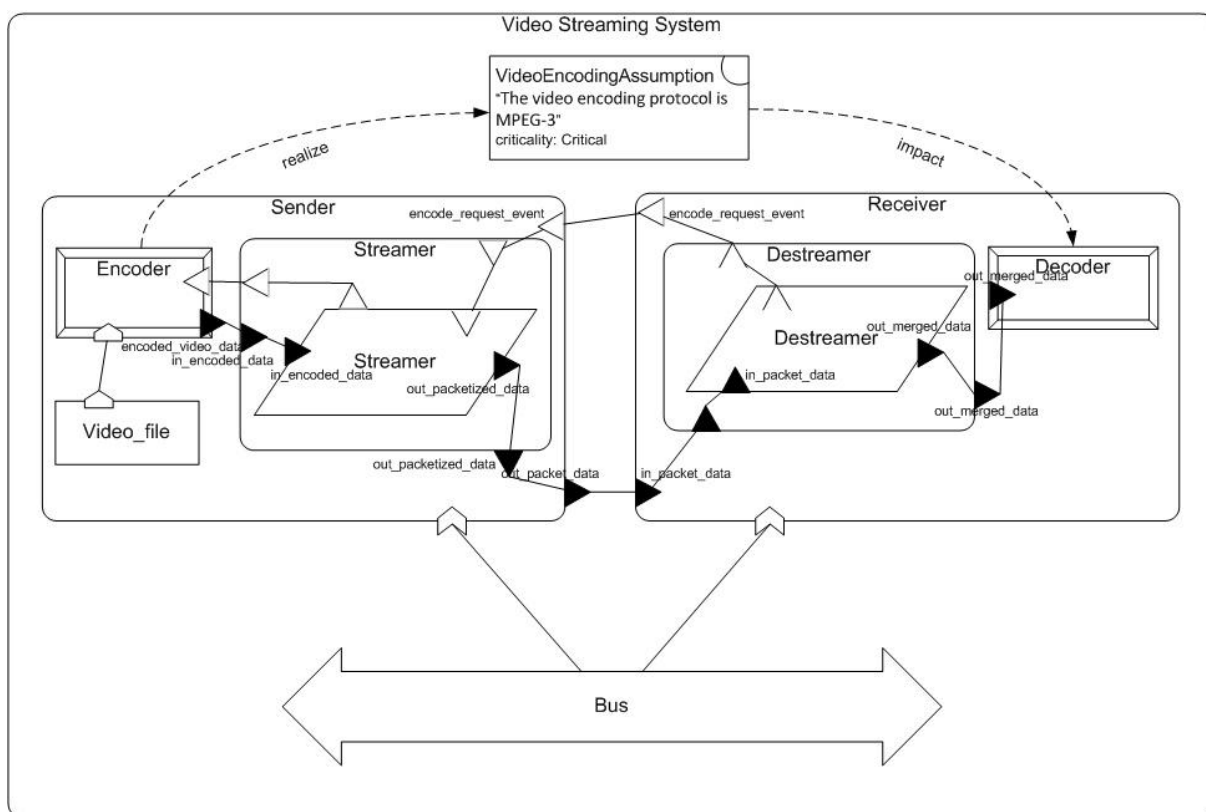 Video Streaming System
VideoEncodingAssumption
"The video encoding protocol is
MPEG-3"
criticality: Critical
realize
impact
Sender
Receiver
encode_request_event
encode_request_event
Streamer
Destreamer
Encoder
Decoder
out_merged_data
encoded_video_data
in_encoded_data
in_encoded_data
Streamer
out_packetized_data
out_merged_data
Destreamer
in_packet_data
out_merged_data
Video_file
out_packetized_data
out_packet_data
in_packet_data
Bus